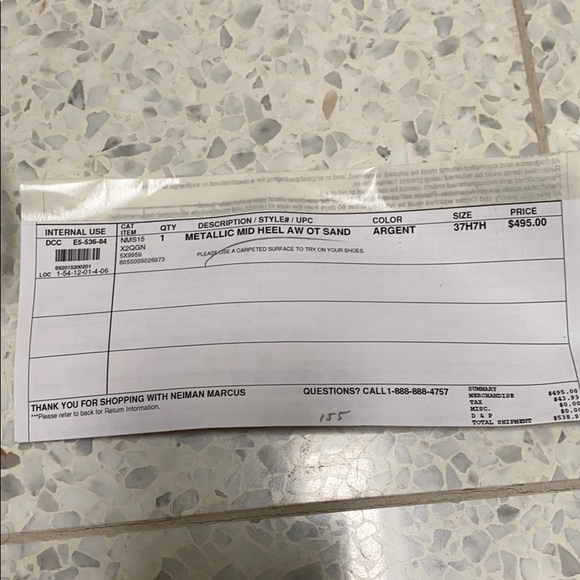 INTERNAL USE CAT ITEM QTY DESCRIPTION / STYLE# / UPC COLOR SIZE PRICE
DCC E5-536-84 NMS15 1 METALLIC MID HEEL AW OT SAND ARGENT 37H7H $495.00
X2QGN PLEASE USE A CARPETED SURFACE TO TRY ON YOUR SHOES.
5X9959
8055009026973
092015200201
LOC 1-54-12-01-4-06
THANK YOU FOR SHOPPING WITH NEIMAN MARCUS QUESTIONS? CALL1-888-888-4757
***Please refer to back for Return Information.
155
SUMMARY
MERCHANDISE $495.00
TAX $43.93
MISC. $0.00
D & P $0.00
TOTAL SHIPMENT